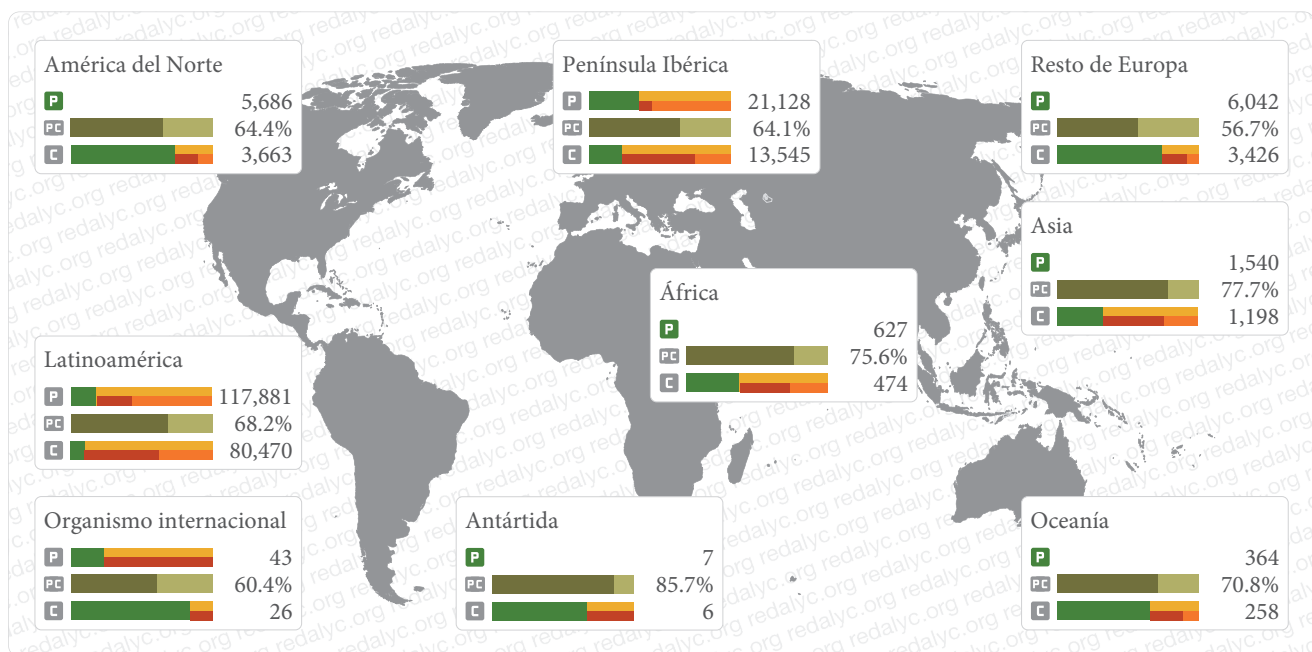 América del Norte
P 5,686
PC 64.4%
C 3,663
Península Ibérica
P 21,128
PC 64.1%
C 13,545
Resto de Europa
P 6,042
PC 56.7%
C 3,426
Asia
P 1,540
PC 77.7%
C 1,198
África
P 627
PC 75.6%
C 474
Latinoamérica
P 117,881
PC 68.2%
C 80,470
Organismo internacional
P 43
PC 60.4%
C 26
Antártida
P 7
PC 85.7%
C 6
Oceanía
P 364
PC 70.8%
C 258
redalyc.org